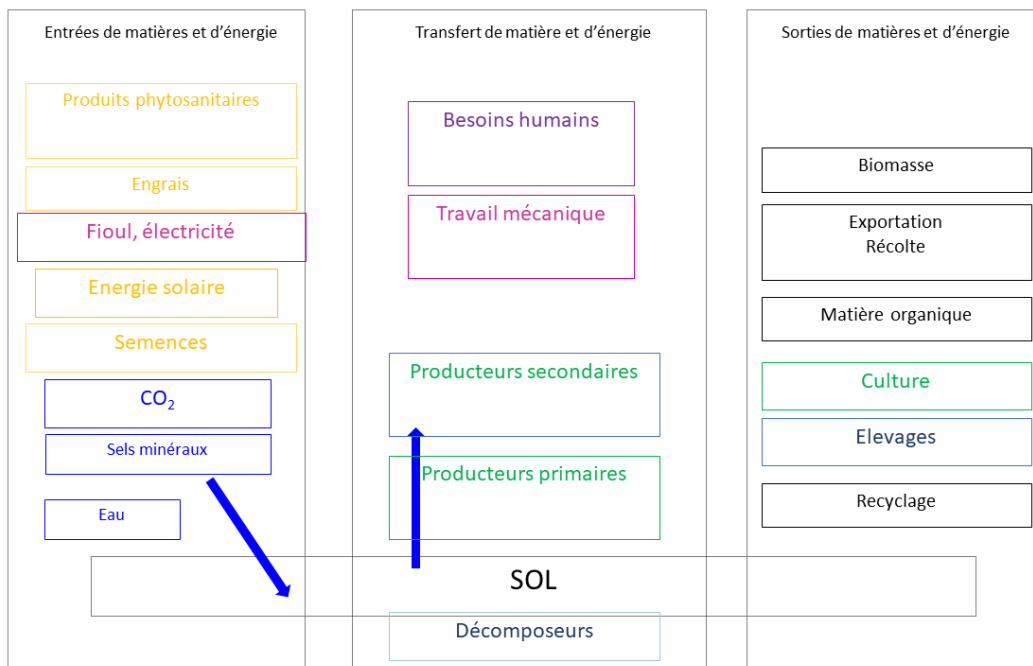 Entrées de matières et d’énergie
Produits phytosanitaires
Engrais
Fioul, électricité
Energie solaire
Semences
CO₂
Sels minéraux
Eau
Transfert de matière et d’énergie
Besoins humains
Travail mécanique
Producteurs secondaires
Producteurs primaires
SOL
Décomposeurs
Sorties de matières et d’énergie
Biomasse
Exportation
Récolte
Matière organique
Culture
Elevages
Recyclage